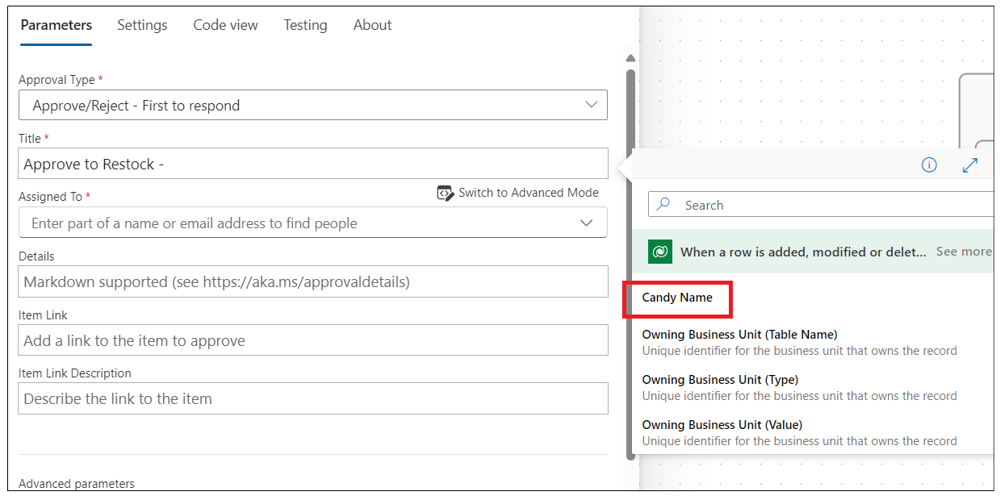 Parameters Settings Code view Testing About
Approval Type *
Approve/Reject - First to respond
Title *
Approve to Restock -
Assigned To *
Switch to Advanced Mode
Enter part of a name or email address to find people
Details
Markdown supported (see https://aka.ms/approvaldetails)
Item Link
Add a link to the item to approve
Item Link Description
Describe the link to the item
Advanced parameters
Search
When a row is added, modified or delet... See more
Candy Name
Owning Business Unit (Table Name)
Unique identifier for the business unit that owns the record
Owning Business Unit (Type)
Unique identifier for the business unit that owns the record
Owning Business Unit (Value)
Unique identifier for the business unit that owns the record